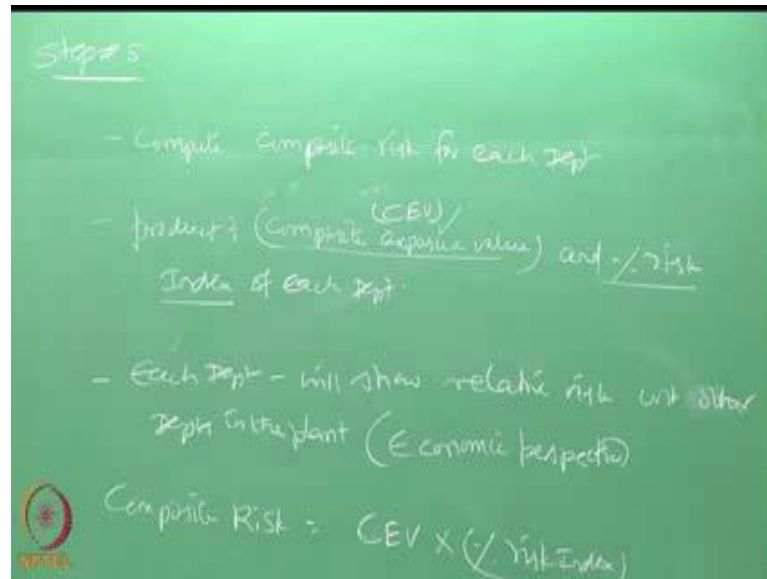 Step # 5
- Compute Composite risk for each Dept
(CEV)
- product of (Composite exposure value) and % risk
Index of each Dept.
- Each Dept - will show relative risk wrt other
Depts in the plant (Economic perspective)
Composite Risk = CEV X (% risk Index)
NPTEL